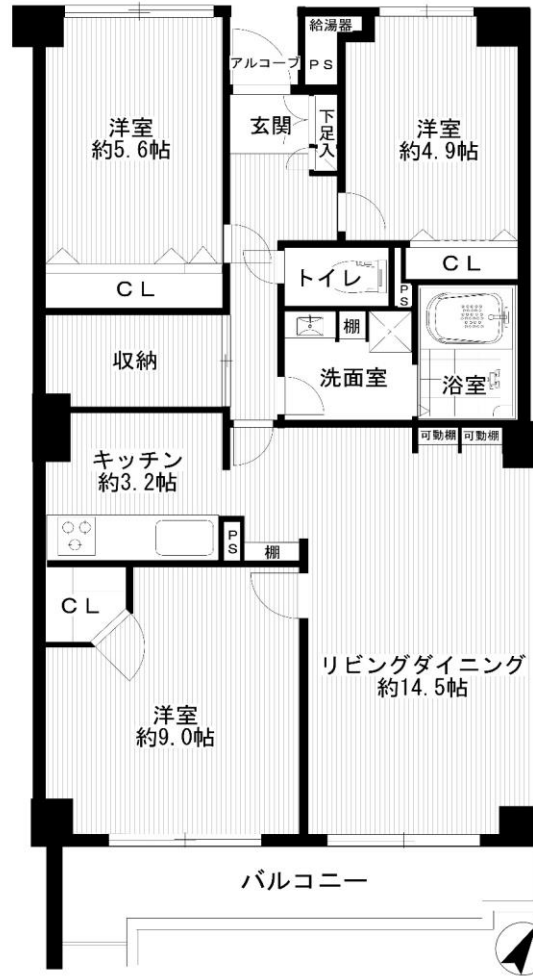 給湯器
アルコーブ
PS
玄関
下足入
洋室
約5.6帖
洋室
約4.9帖
CL
CL
トイレ
PS
収納
棚
洗面室
浴室
可動棚
可動棚
キッチン
約3.2帖
PS
棚
CL
リビングダイニング
約14.5帖
洋室
約9.0帖
バルコニー